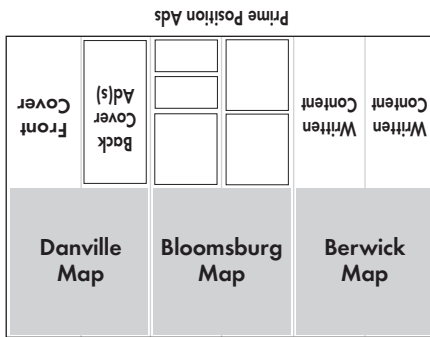 Prime Position Ads
Front
Cover
Back
Cover
Ad(s)
Written
Content
Written
Content
Danville
Map
Bloomsburg
Map
Berwick
Map